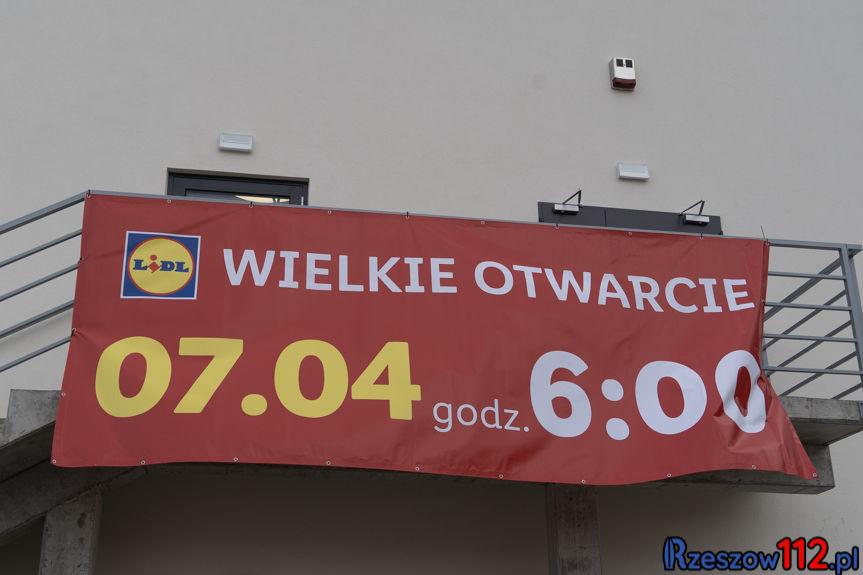 LIDL
WIELKIE OTWARCIE
07.04 godz. 6:00
Rzeszow112.pl